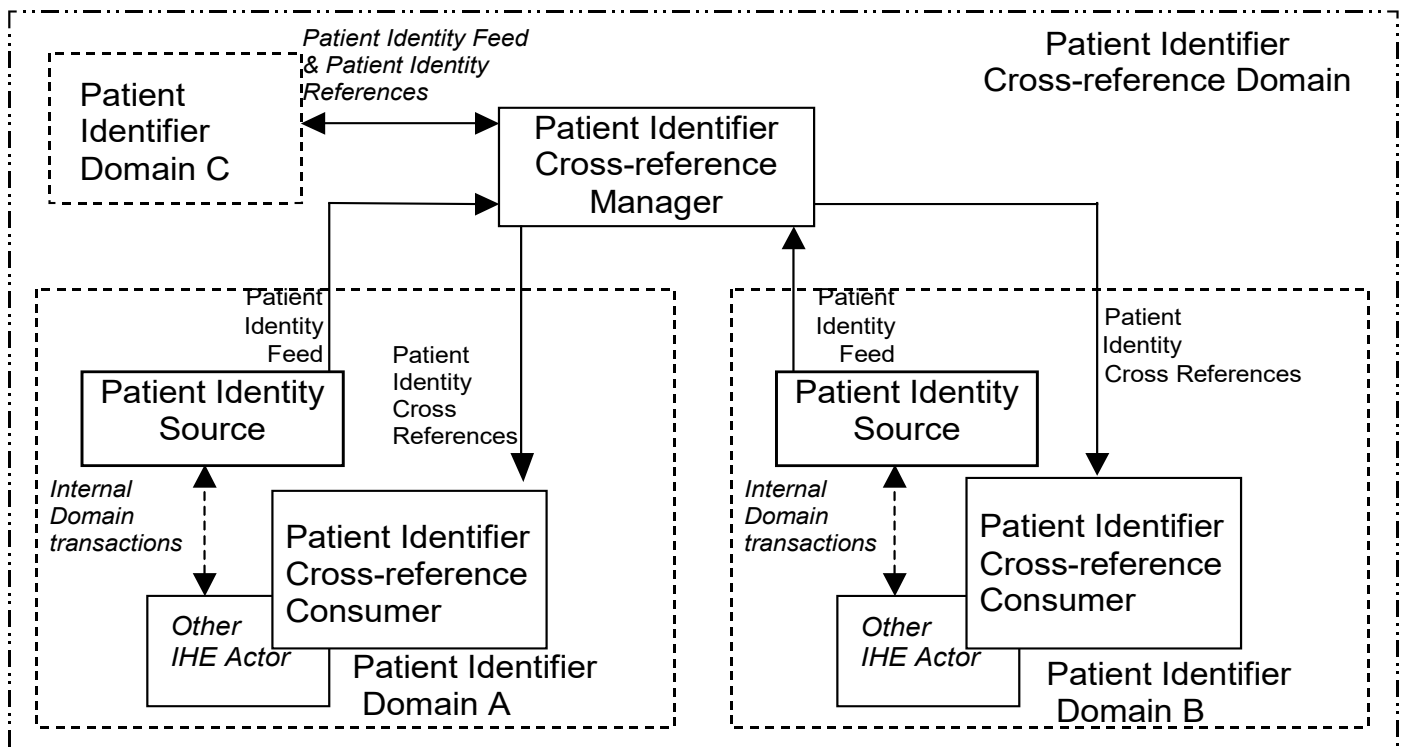 Patient Identity Feed
& Patient Identity
References
Patient Identifier
Cross-reference Domain
Patient
Identifier
Domain C
Patient Identifier
Cross-reference
Manager
Patient
Identity
Feed
Patient
Identity
Cross
References
Patient Identity
Source
Internal
Domain
transactions
Patient Identifier
Cross-reference
Consumer
Other
IHE Actor
Patient Identifier
Domain A
Patient
Identity
Feed
Patient
Identity
Cross References
Patient Identity
Source
Internal
Domain
transactions
Patient Identifier
Cross-reference
Consumer
Other
IHE Actor
Patient Identifier
Domain B